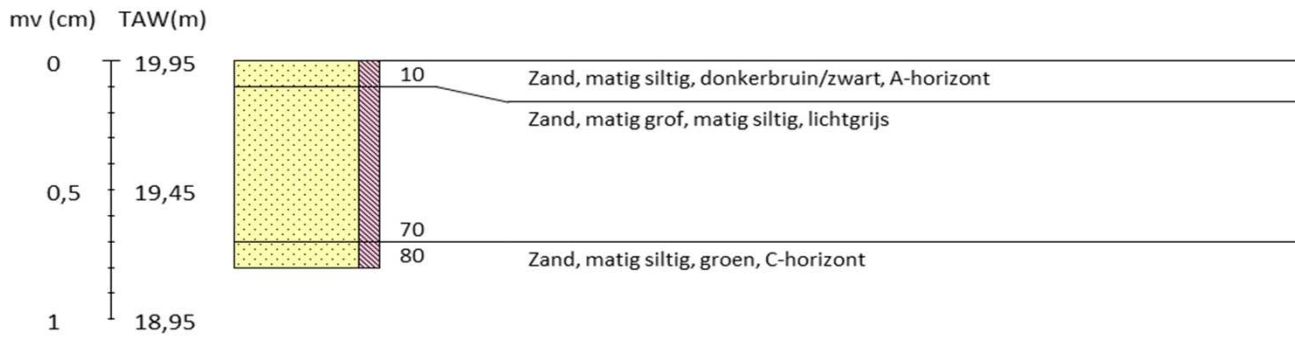 mv (cm) TAW(m)
0 19,95
10 Zand, matig siltig, donkerbruin/zwart, A-horizont
Zand, matig grof, matig siltig, lichtgrijs
0,5 19,45
70
80 Zand, matig siltig, groen, C-horizont
1 18,95